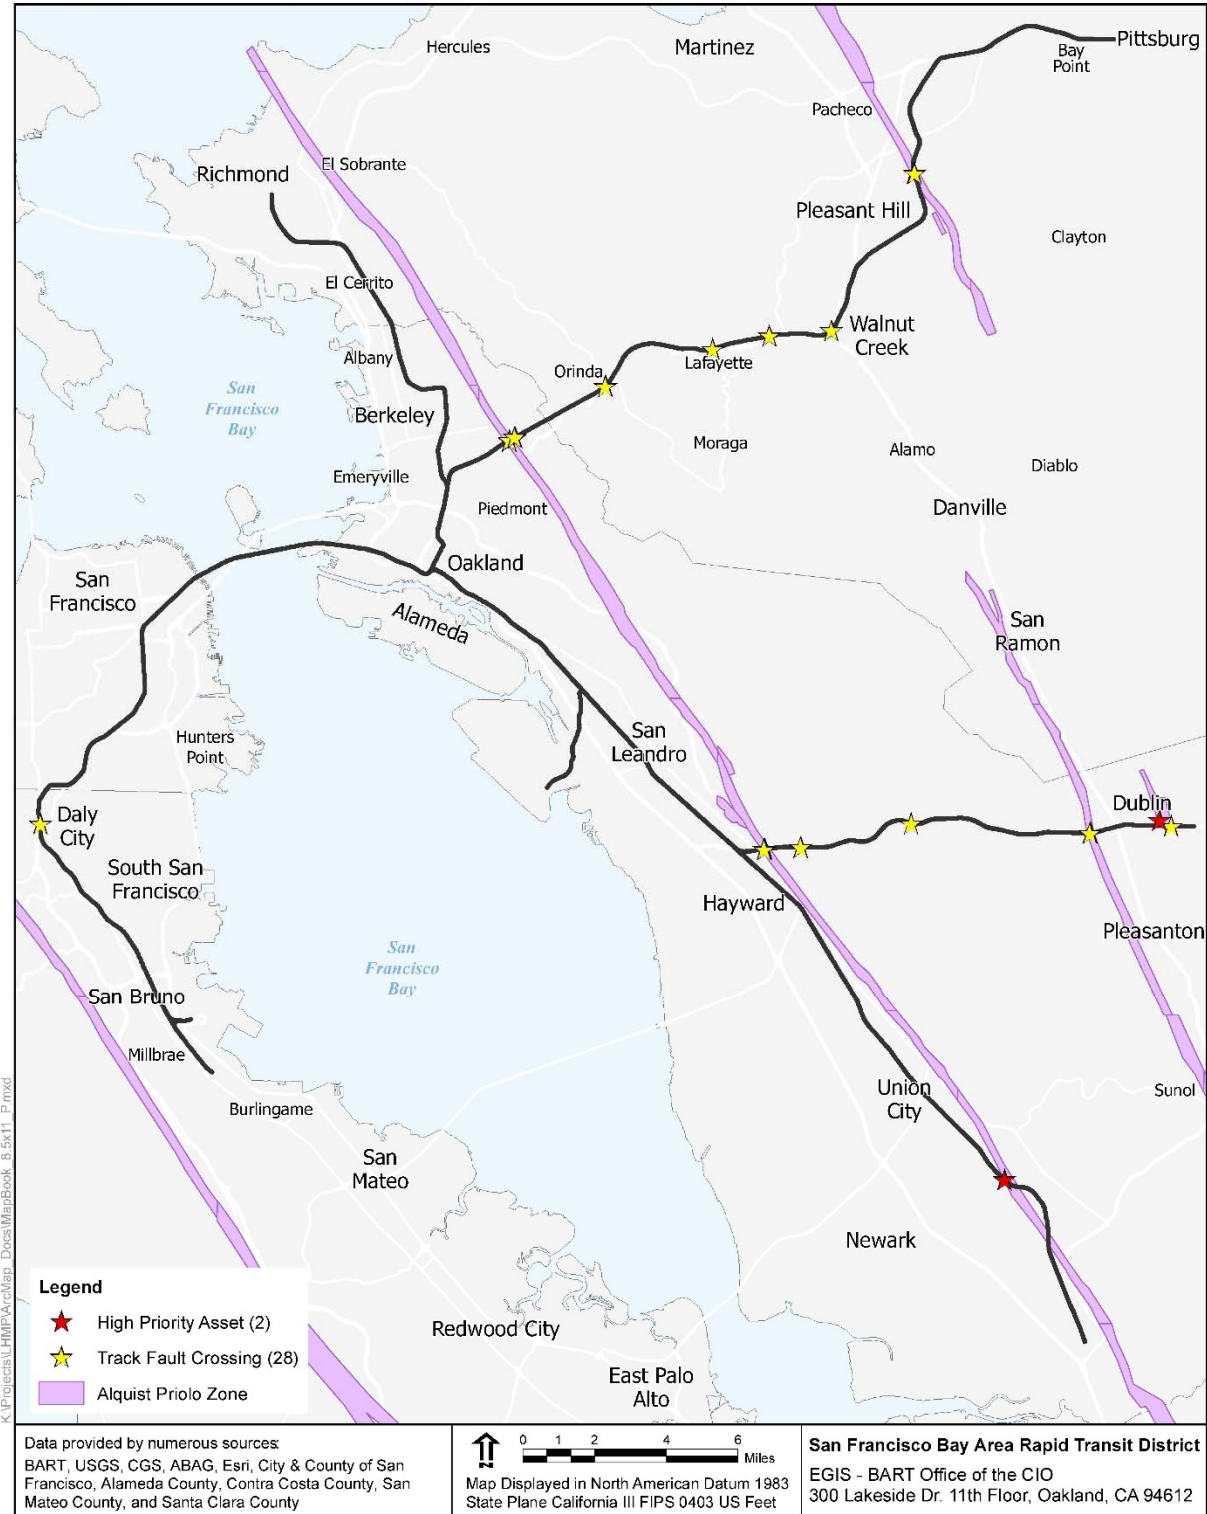 Hercules
Martinez
Pittsburg
Bay
Point
Pacheco
El Sobrante
Richmond
Pleasant Hill
Clayton
El Cerrito
Walnut
Creek
Albany
Lafayette
Orinda
San
Francisco
Bay
Berkeley
Moraga
Alamo
Diablo
Emeryville
Piedmont
Danville
Oakland
San
Francisco
Alameda
San
Ramon
San
Leandro
Hunters
Point
Dublin
Daly
City
South San
Francisco
Hayward
Pleasanton
San
Francisco
Bay
San Bruno
Millbrae
Union
City
Sunol
Burlingame
San
Mateo
Newark
Redwood City
East Palo
Alto
K:\Projects\LHMP\ArcMap_Docs\MapBook_8.5x11_P.mxd
Legend
High Priority Asset (2)
Track Fault Crossing (28)
Alquist Priolo Zone
Data provided by numerous sources:
BART, USGS, CGS, ABAG, Esri, City & County of San
Francisco, Alameda County, Contra Costa County, San
Mateo County, and Santa Clara County
N
0 1 2 4 6
Miles
Map Displayed in North American Datum 1983
State Plane California III FIPS 0403 US Feet
San Francisco Bay Area Rapid Transit District
EGIS - BART Office of the CIO
300 Lakeside Dr. 11th Floor, Oakland, CA 94612